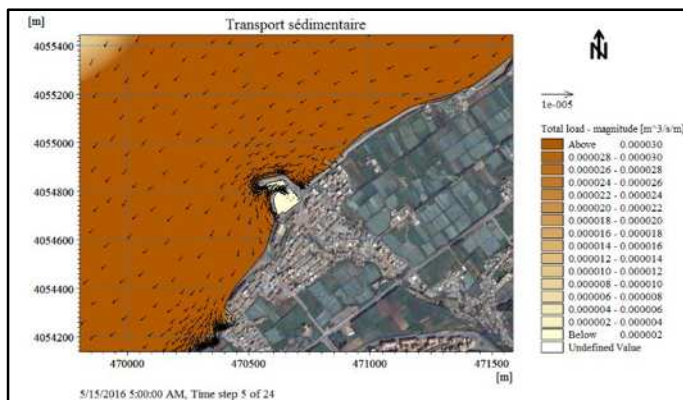 Transport sédimentaire
[m]
4055400
4055200
4055000
4054800
4054600
4054400
4054200
470000
470500
471000
471500
[m]
5/15/2016 5:00:00 AM, Time step 5 of 24
N
1e-005
Total load - magnitude [m^3/s/m]
Above 0.000030
0.000028 - 0.000030
0.000026 - 0.000028
0.000024 - 0.000026
0.000022 - 0.000024
0.000020 - 0.000022
0.000018 - 0.000020
0.000016 - 0.000018
0.000014 - 0.000016
0.000012 - 0.000014
0.000010 - 0.000012
0.000008 - 0.000010
0.000006 - 0.000008
0.000004 - 0.000006
0.000002 - 0.000004
Below 0.000002
Undefined Value